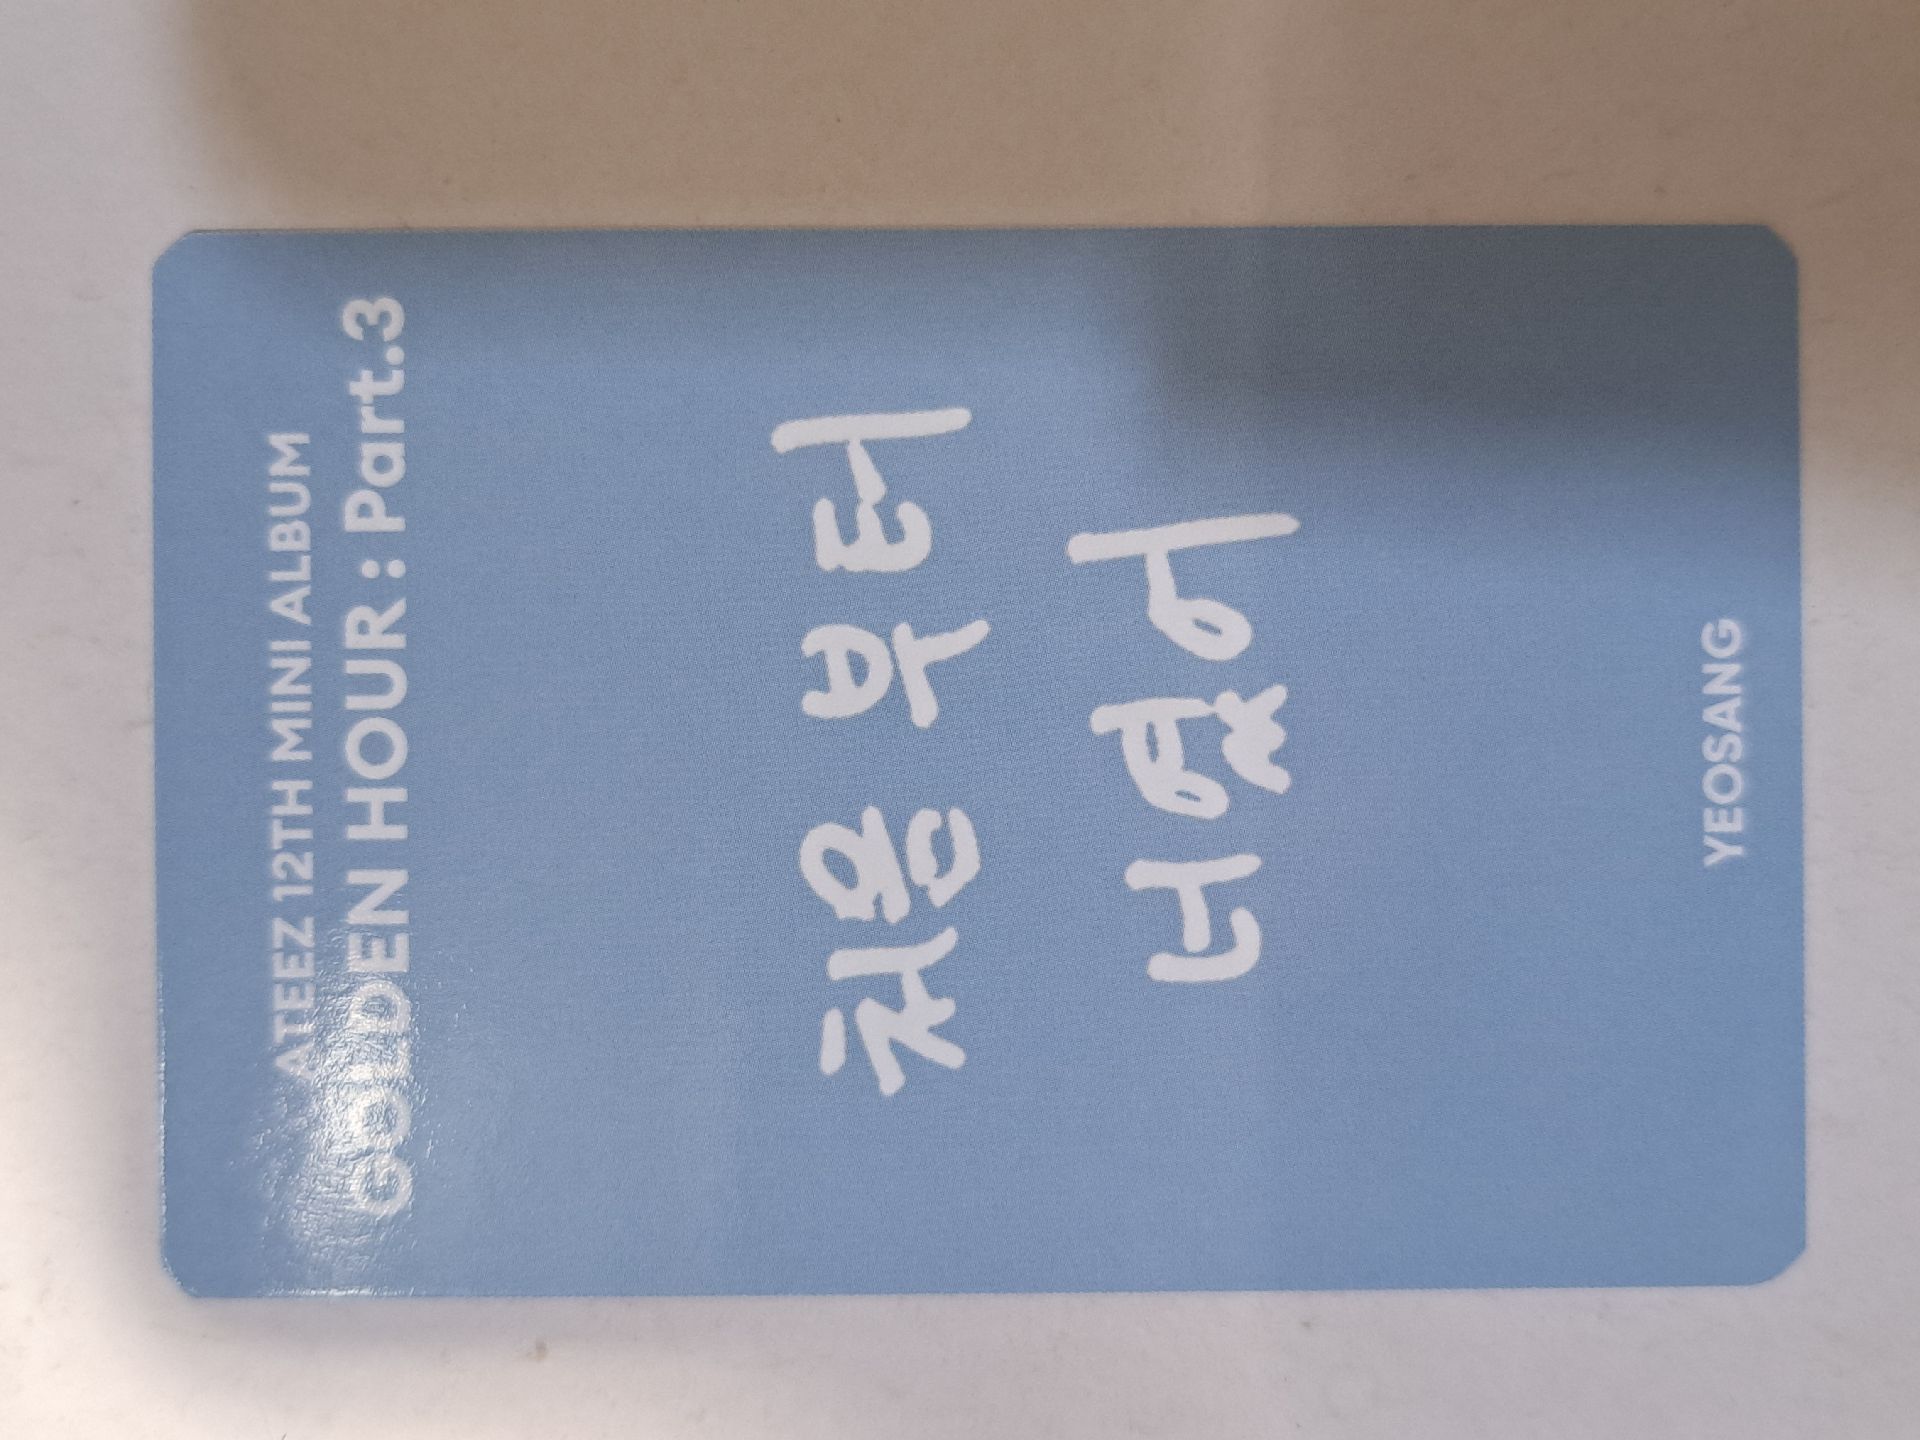 ATEEZ 12TH MINI ALBUM
GOLDEN HOUR : Part.3
처음부터
너였어
YEOSANG